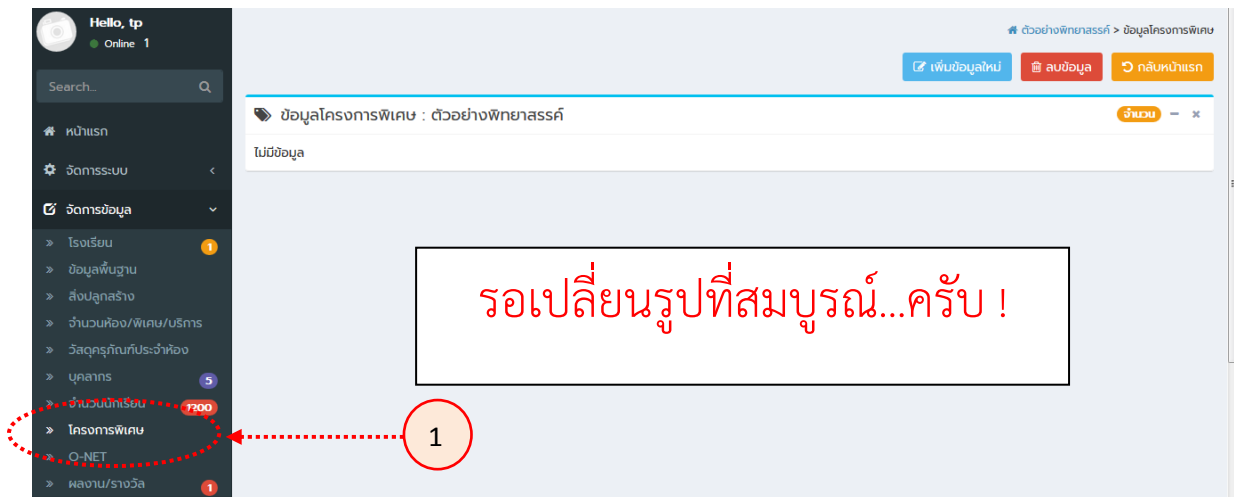 Hello, tp
Online 1
Search...
หน้าแรก
จัดการระบบ
จัดการข้อมูล
โรงเรียน 1
ข้อมูลพื้นฐาน
สิ่งปลูกสร้าง
จำนวนห้อง/พิเศษ/บริการ
วัสดุครุภัณฑ์ประจำห้อง
บุคลากร 5
จำนวนนักเรียน 1200
โครงการพิเศษ
O-NET
ผลงาน/รางวัล 1
ตัวอย่างพิทยาสรรค์ > ข้อมูลโครงการพิเศษ
เพิ่มข้อมูลใหม่ ลบข้อมูล กลับหน้าแรก
ข้อมูลโครงการพิเศษ : ตัวอย่างพิทยาสรรค์ จำนวน
ไม่มีข้อมูล
รอเปลี่ยนรูปที่สมบูรณ์...ครับ !
1